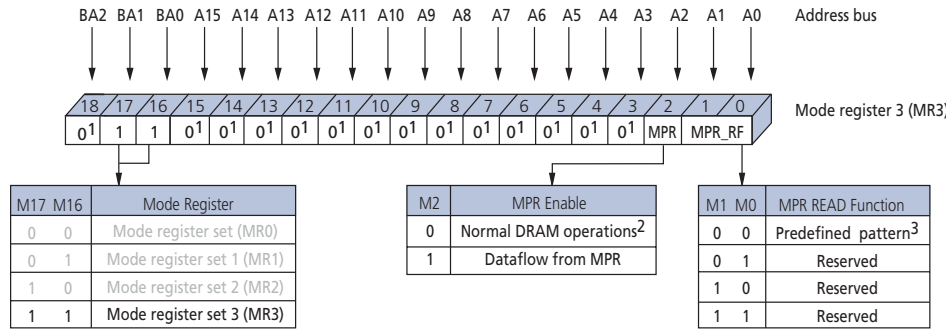 BA2 BA1 BA0 A15 A14 A13 A12 A11 A10 A9 A8 A7 A6 A5 A4 A3 A2 A1 A0 Address bus
18 17 16 15 14 13 12 11 10 9 8 7 6 5 4 3 2 1 0 Mode register 3 (MR3)
0¹ 1 1 0¹ 0¹ 0¹ 0¹ 0¹ 0¹ 0¹ 0¹ 0¹ 0¹ 0¹ 0¹ 0¹ MPR MPR_RF
M17 M16 Mode Register
0 0 Mode register set (MR0)
0 1 Mode register set 1 (MR1)
1 0 Mode register set 2 (MR2)
1 1 Mode register set 3 (MR3)
M2 MPR Enable
0 Normal DRAM operations²
1 Dataflow from MPR
M1 M0 MPR READ Function
0 0 Predefined pattern³
0 1 Reserved
1 0 Reserved
1 1 Reserved